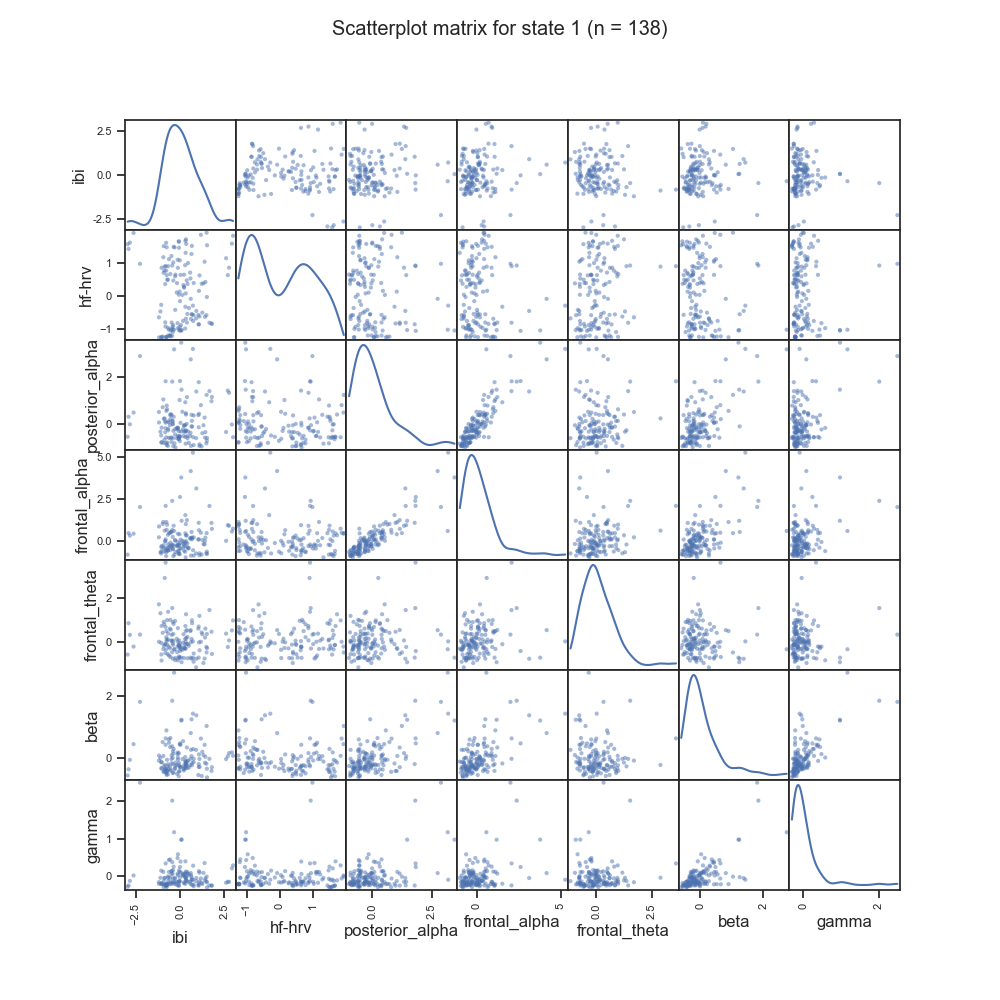 Scatterplot matrix for state 1 (n = 138)
2.5
0.0
−2.5
ibi
1
0
−1
hf-hrv
2
0
posterior_alpha
5.0
2.5
0.0
frontal_alpha
2
0
frontal_theta
2
0
beta
2
1
0
gamma
−2.5
0.0
2.5
−1
0
1
0.0
2.5
0
5
0.0
2.5
0
2
0
2
ibi
hf-hrv
posterior_alpha
frontal_alpha
frontal_theta
beta
gamma